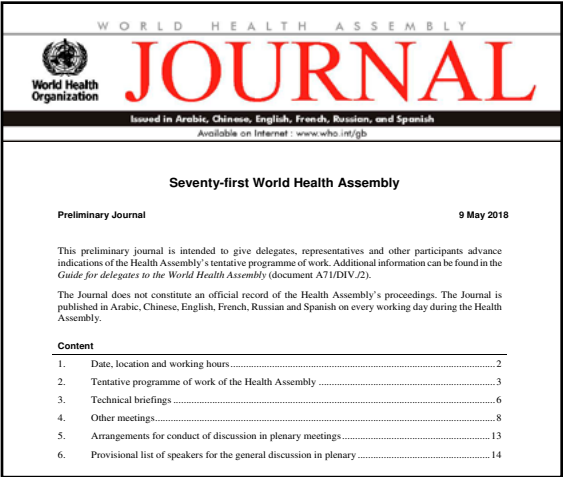 WORLD HEALTH ASSEMBLY
World Health
Organization
JOURNAL
Issued in Arabic, Chinese, English, French, Russian, and Spanish
Available on Internet : www.who.int/gb
Seventy-first World Health Assembly
Preliminary Journal 9 May 2018
This preliminary journal is intended to give delegates, representatives and other participants advance
indications of the Health Assembly's tentative programme of work. Additional information can be found in the
Guide for delegates to the World Health Assembly (document A71/DIV./2).
The Journal does not constitute an official record of the Health Assembly's proceedings. The Journal is
published in Arabic, Chinese, English, French, Russian and Spanish on every working day during the Health
Assembly.
Content
1. Date, location and working hours 2
2. Tentative programme of work of the Health Assembly 3
3. Technical briefings 6
4. Other meetings 8
5. Arrangements for conduct of discussion in plenary meetings 13
6. Provisional list of speakers for the general discussion in plenary 14